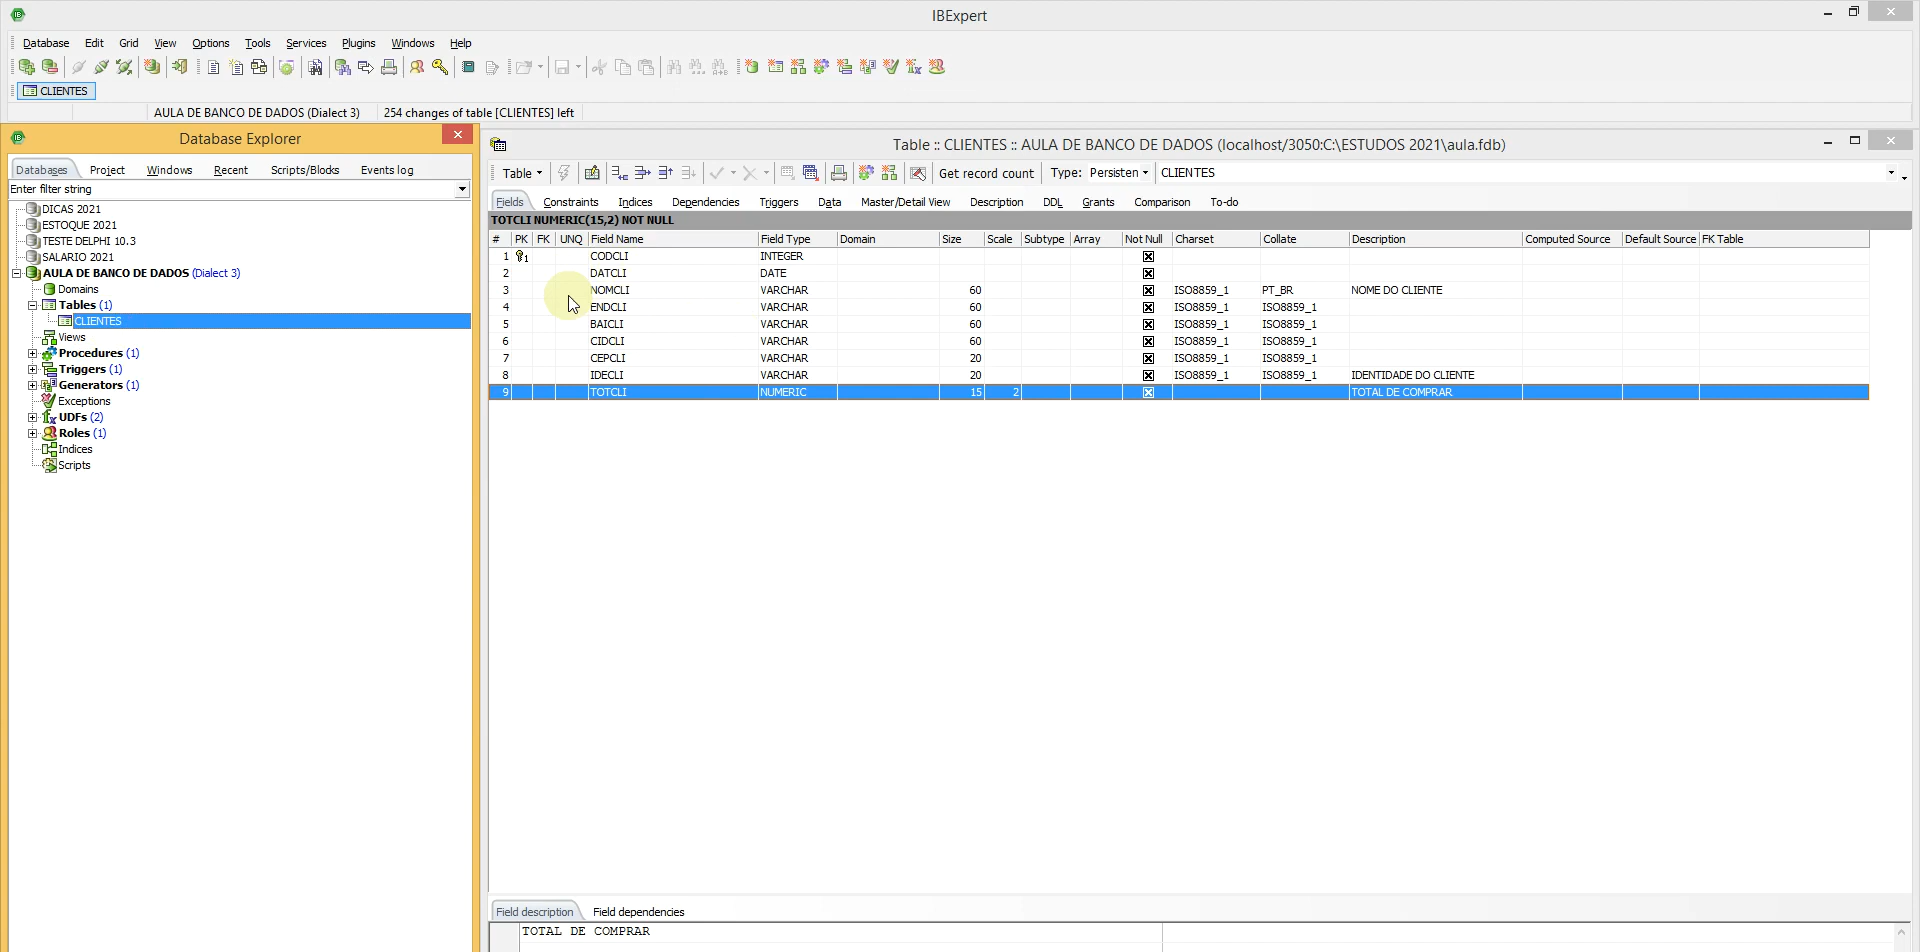 IBExpert
Database Edit Grid View Options Tools Services Plugins Windows Help
CLIENTES
AULA DE BANCO DE DADOS (Dialect 3) 254 changes of table [CLIENTES] left
Database Explorer
Databases Project Windows Recent Scripts/Blocks Events log
Enter filter string
DICAS 2021
ESTOQUE 2021
TESTE DELPHI 10.3
SALARIO 2021
AULA DE BANCO DE DADOS (Dialect 3)
Domains
Tables (1)
CLIENTES
Views
Procedures (1)
Triggers (1)
Generators (1)
Exceptions
UDFs (2)
Roles (1)
Indices
Scripts
Table :: CLIENTES :: AULA DE BANCO DE DADOS (localhost/3050:C:\ESTUDOS 2021\aula.fdb)
Table Get record count Type: Persisten CLIENTES
Fields Constraints Indices Dependencies Triggers Data Master/Detail View Description DDL Grants Comparison To-do
TOTCLI NUMERIC(15,2) NOT NULL
# PK FK UNQ Field Name Field Type Domain Size Scale Subtype Array Not Null Charset Collate Description Computed Source Default Source FK Table
1 1 CODCLI INTEGER
2 DATCLI DATE
3 NOMCLI VARCHAR 60 ISO8859_1 PT_BR NOME DO CLIENTE
4 ENDCLI VARCHAR 60 ISO8859_1 ISO8859_1
5 BAICLI VARCHAR 60 ISO8859_1 ISO8859_1
6 CIDCLI VARCHAR 60 ISO8859_1 ISO8859_1
7 CEPCLI VARCHAR 20 ISO8859_1 ISO8859_1
8 IDECLI VARCHAR 20 ISO8859_1 ISO8859_1 IDENTIDADE DO CLIENTE
9 TOTCLI NUMERIC 15 2 TOTAL DE COMPRAR
Field description Field dependencies
TOTAL DE COMPRAR